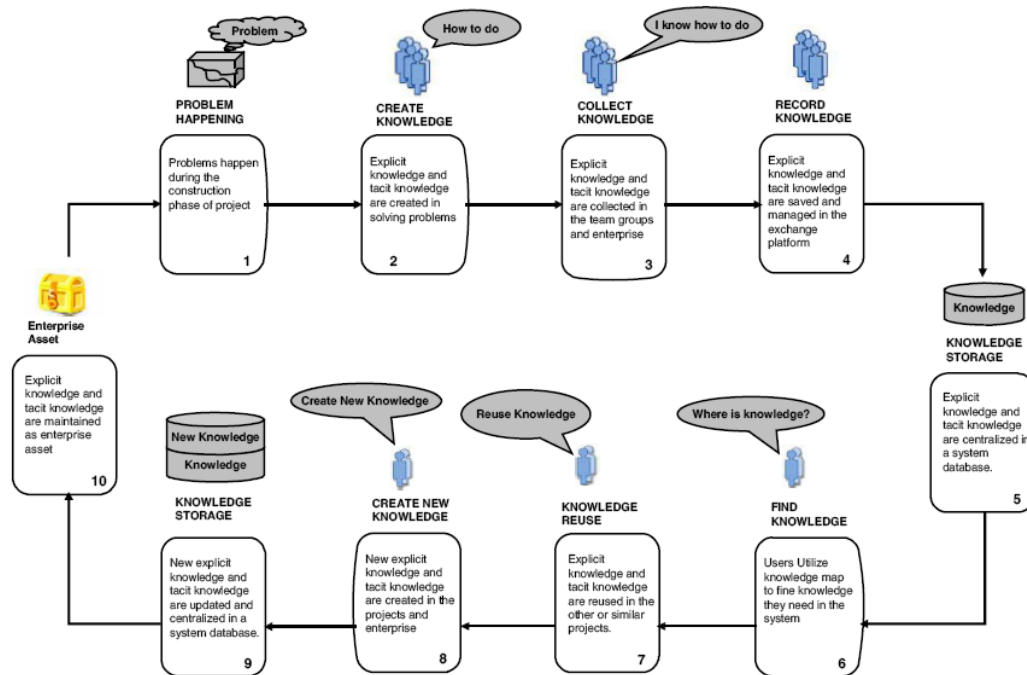 Problem
PROBLEM
HAPPENING
Problems happen
during the
construction
phase of project
1
How to do
CREATE
KNOWLEDGE
Explicit
knowledge and
tacit knowledge
are created in
solving problems
2
I know how to do
COLLECT
KNOWLEDGE
Explicit
knowledge and
tacit knowledge
are collected in
the team groups
and enterprise
3
RECORD
KNOWLEDGE
Explicit
knowledge and
tacit knowledge
are saved and
managed in the
exchange
platform
4
Knowledge
KNOWLEDGE
STORAGE
Explicit
knowledge and
tacit knowledge
are centralized in
a system
database.
5
Where is knowledge?
FIND
KNOWLEDGE
Users Utilize
knowledge map
to fine knowledge
they need in the
system
6
Reuse Knowledge
KNOWLEDGE
REUSE
Explicit
knowledge and
tacit knowledge
are reused in the
other or similar
projects.
7
Create New Knowledge
CREATE NEW
KNOWLEDGE
New explicit
knowledge and
tacit knowledge
are created in the
projects and
enterprise
8
New Knowledge
Knowledge
KNOWLEDGE
STORAGE
New explicit
knowledge and
tacit knowledge
are updated and
centralized in a
system database.
9
Enterprise
Asset
Explicit
knowledge and
tacit knowledge
are maintained
as enterprise
asset
10